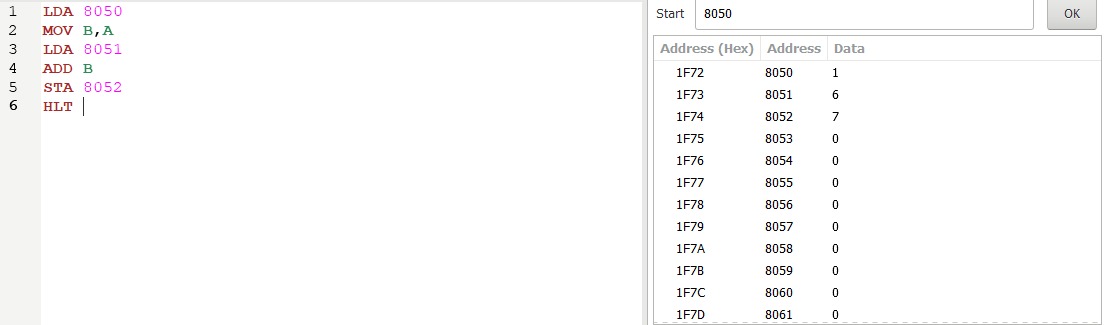 1 LDA 8050
2 MOV B,A
3 LDA 8051
4 ADD B
5 STA 8052
6 HLT
Start 8050 OK
Address (Hex) Address Data
1F72 8050 1
1F73 8051 6
1F74 8052 7
1F75 8053 0
1F76 8054 0
1F77 8055 0
1F78 8056 0
1F79 8057 0
1F7A 8058 0
1F7B 8059 0
1F7C 8060 0
1F7D 8061 0